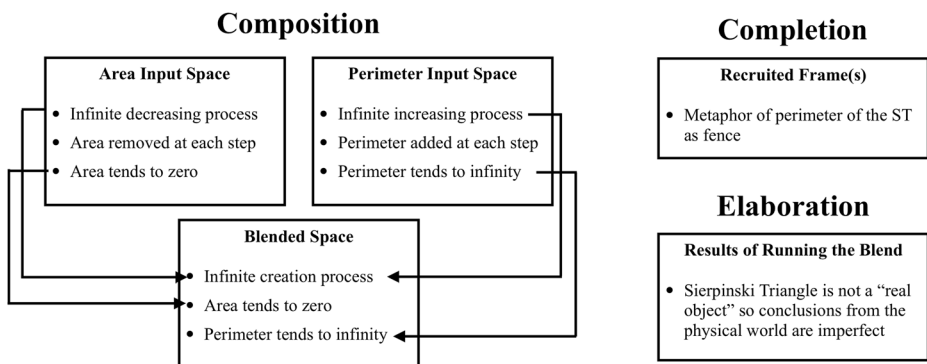 Composition
Area Input Space
• Infinite decreasing process
• Area removed at each step
• Area tends to zero
Perimeter Input Space
• Infinite increasing process
• Perimeter added at each step
• Perimeter tends to infinity
Blended Space
• Infinite creation process
• Area tends to zero
• Perimeter tends to infinity
Completion
Recruited Frame(s)
• Metaphor of perimeter of the ST
as fence
Elaboration
Results of Running the Blend
• Sierpinski Triangle is not a “real
object” so conclusions from the
physical world are imperfect